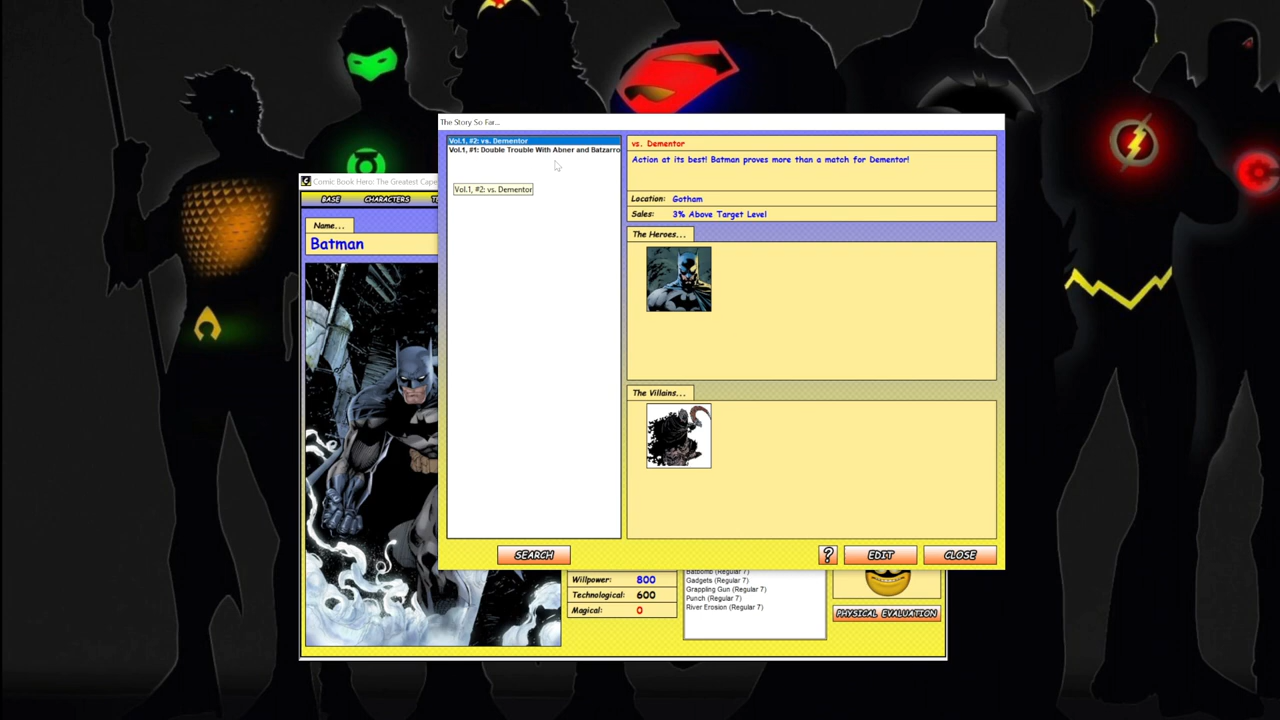 The Story So Far...
Vol.1, #2: vs. Dementor
Vol.1, #1: Double Trouble With Abner and Batzarro
Vol.1, #2: vs. Dementor
vs. Dementor
Action at its best! Batman proves more than a match for Dementor!
Location: Gotham
Sales: 3% Above Target Level
The Heroes...
The Villains...
SEARCH
?
EDIT
CLOSE
Comic Book Hero: The Greatest Cape
BASE
CHARACTERS
Name...
Batman
Willpower: 800
Technological: 600
Magical: 0
Batbomb (Regular 7)
Gadgets (Regular 7)
Grappling Gun (Regular 7)
Punch (Regular 7)
River Erosion (Regular 7)
PHYSICAL EVALUATION